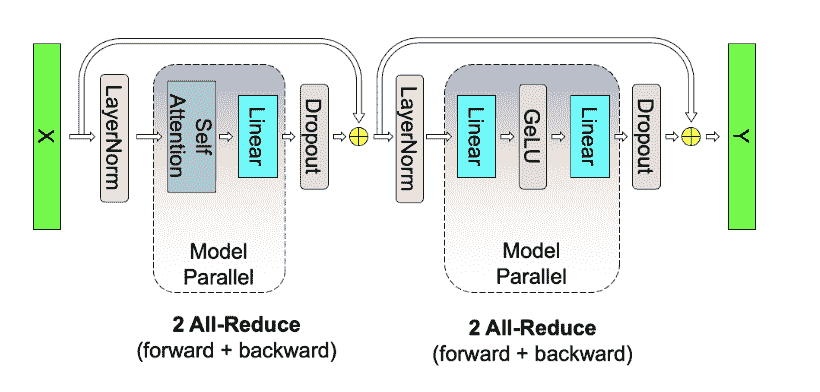 X
LayerNorm
Self
Attention
Linear
Dropout
LayerNorm
Linear
GeLU
Linear
Dropout
Y
Model
Parallel
Model
Parallel
2 All-Reduce
(forward + backward)
2 All-Reduce
(forward + backward)